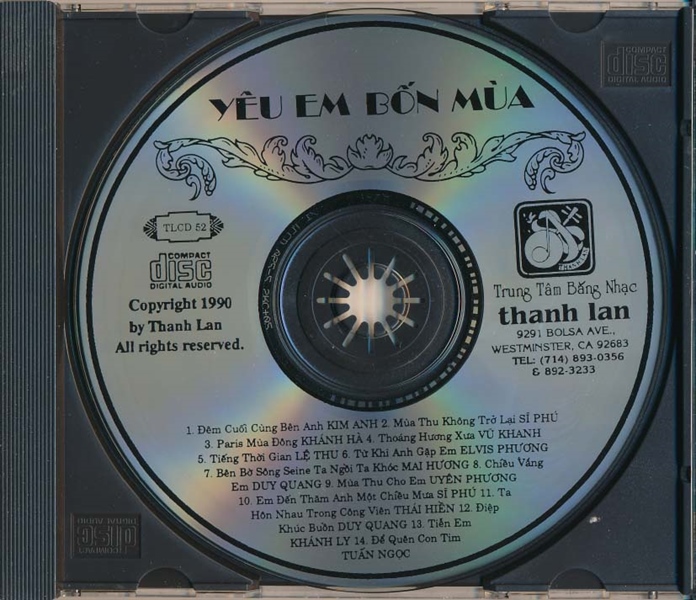 YÊU EM BỐN MÙA
COMPACT
disc
DIGITAL AUDIO
TLCD 52
COMPACT
disc
DIGITAL AUDIO
Copyright 1990
by Thanh Lan
All rights reserved.
Trung Tâm Băng Nhạc
thanh lan
9291 BOLSA AVE.,
WESTMINSTER, CA 92683
TEL: (714) 893-0356
& 892-3233
1. Đêm Cuối Cùng Bên Anh KIM ANH 2. Mùa Thu Không Trở Lại SĨ PHÚ
3. Paris Mùa Đông KHÁNH HÀ 4. Thoáng Hương Xưa VŨ KHANH
5. Tiếng Thời Gian LỆ THU 6. Từ Khi Anh Gặp Em ELVIS PHƯƠNG
7. Bên Bờ Sông Seine Ta Ngồi Ta Khóc MAI HƯƠNG 8. Chiều Vắng
Em DUY QUANG 9. Mùa Thu Cho Em UYÊN PHƯƠNG
10. Em Đến Thăm Anh Một Chiều Mưa SĨ PHÚ 11. Ta
Hôn Nhau Trong Công Viên THÁI HIỀN 12. Điệp
Khúc Buồn DUY QUANG 13. Tiễn Em
KHÁNH LY 14. Để Quên Con Tim
TUẤN NGỌC
COMPACT
disc
DIGITAL AUDIO